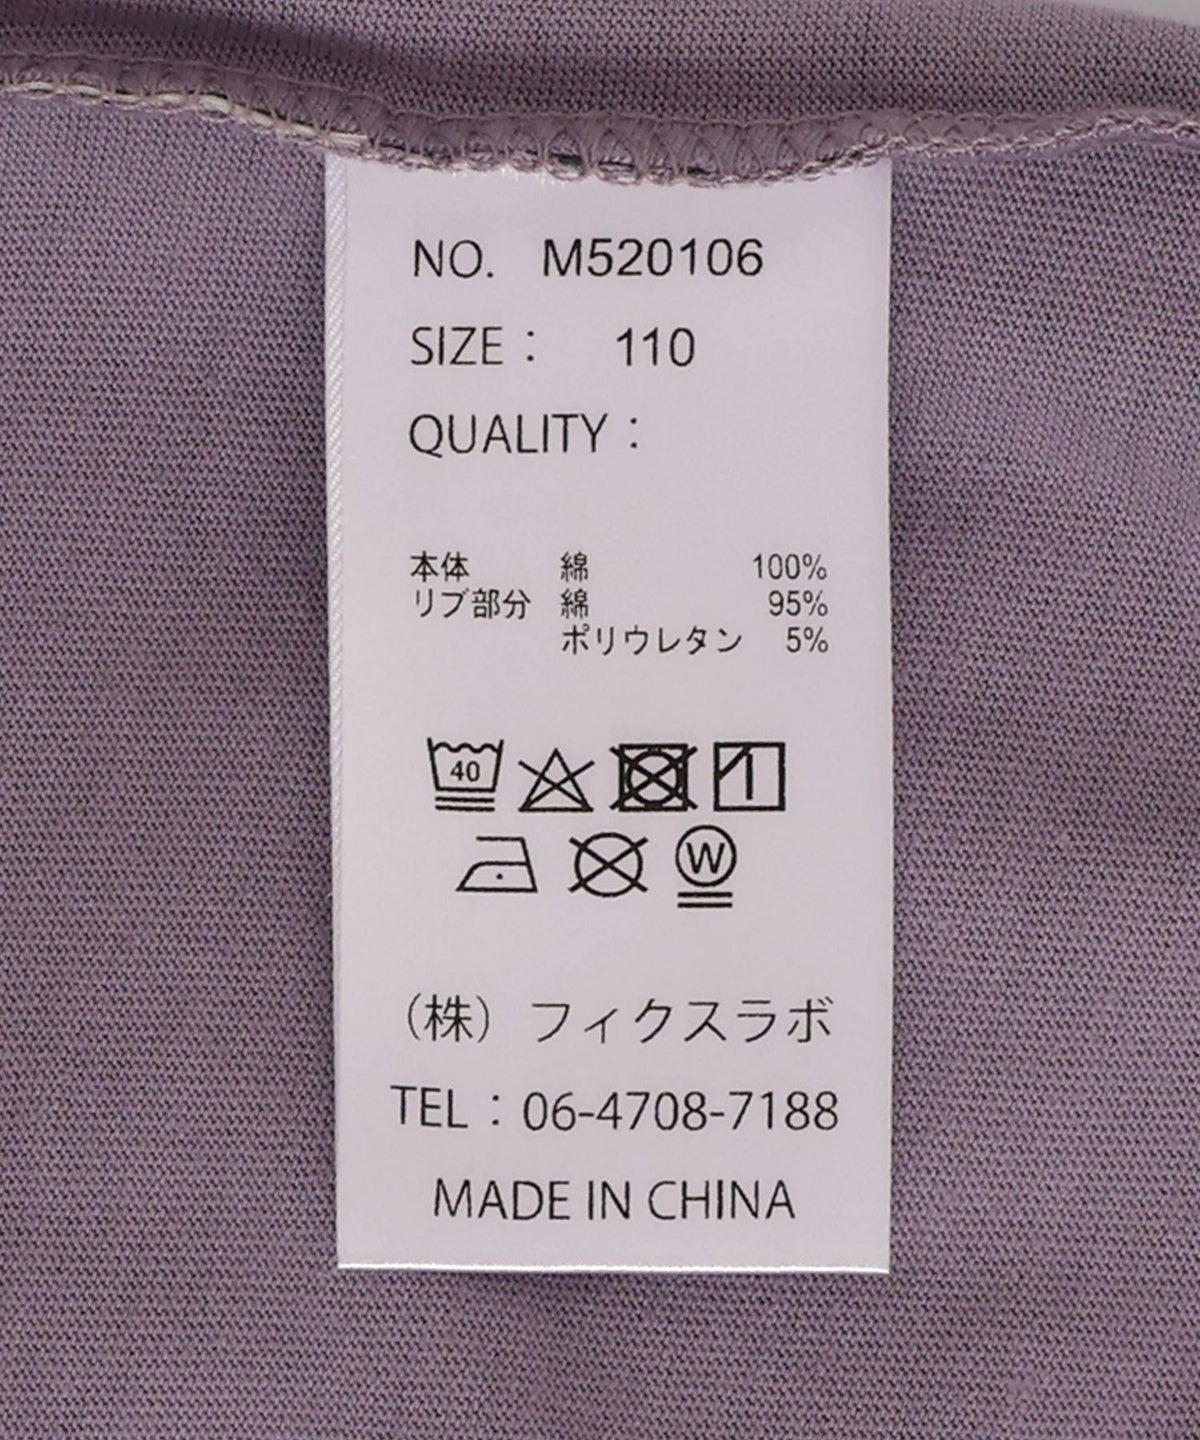 NO. M520106
SIZE： 110
QUALITY：
本体 綿 100%
リブ部分 綿 95%
ポリウレタン 5%
40
W
（株）フィクスラボ
TEL：06-4708-7188
MADE IN CHINA